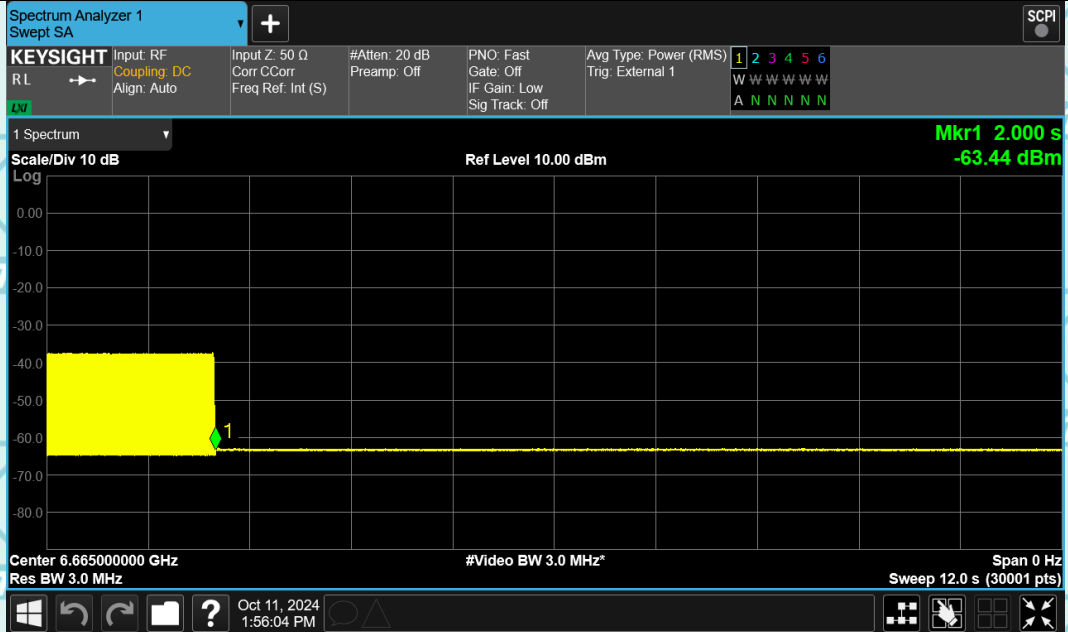 Spectrum Analyzer 1
Swept SA
+
SCPI
KEYSIGHT
R L
LXI
Input: RF
Coupling: DC
Align: Auto
Input Z: 50 Ω
Corr CCorr
Freq Ref: Int (S)
#Atten: 20 dB
Preamp: Off
PNO: Fast
Gate: Off
IF Gain: Low
Sig Track: Off
Avg Type: Power (RMS)
Trig: External 1
1 2 3 4 5 6
W W W W W W
A N N N N N
1 Spectrum
Mkr1 2.000 s
-63.44 dBm
Scale/Div 10 dB
Ref Level 10.00 dBm
Log
0.00
-10.0
-20.0
-30.0
-40.0
-50.0
-60.0
-70.0
-80.0
1
Center 6.665000000 GHz
#Video BW 3.0 MHz*
Span 0 Hz
Res BW 3.0 MHz
Sweep 12.0 s (30001 pts)
?
Oct 11, 2024
1:56:04 PM